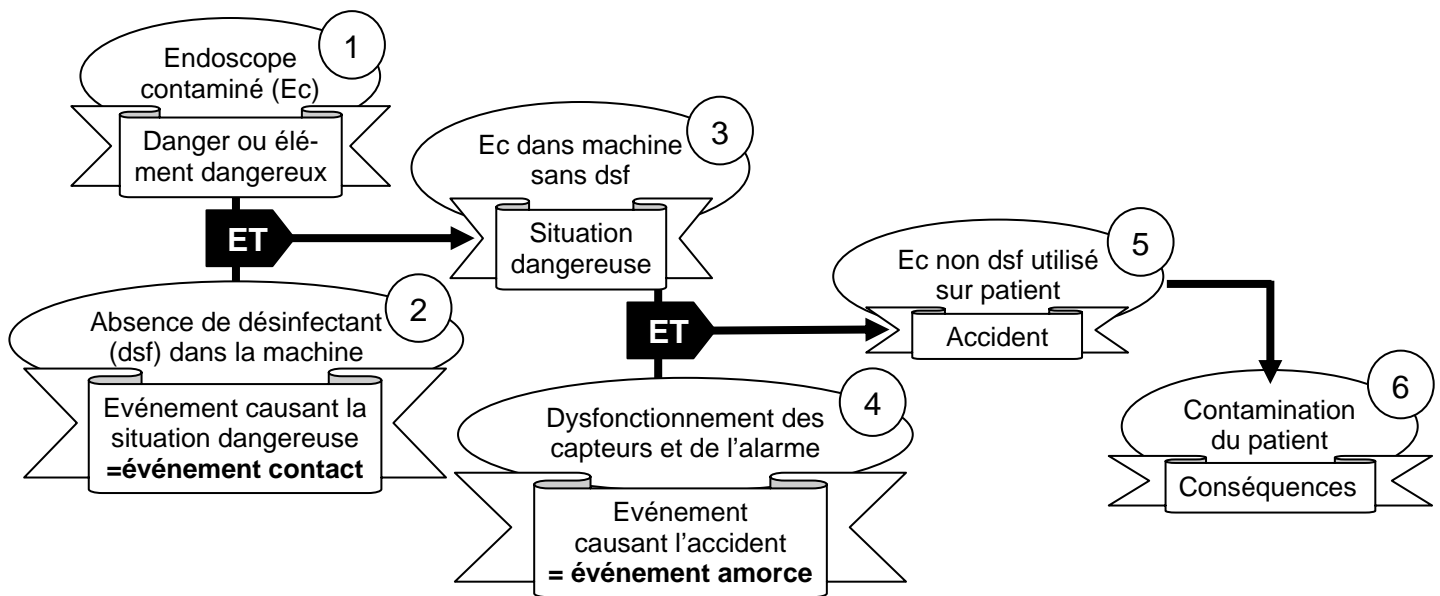 1
Endoscope
contaminé (Ec)
Danger ou élé-
ment dangereux
ET
2
Absence de désinfectant
(dsf) dans la machine
Evénement causant la
situation dangereuse
=événement contact
3
Ec dans machine
sans dsf
Situation
dangereuse
ET
4
Dysfonctionnement des
capteurs et de l’alarme
Evénement
causant l’accident
= événement amorce
5
Ec non dsf utilisé
sur patient
Accident
6
Contamination
du patient
Conséquences